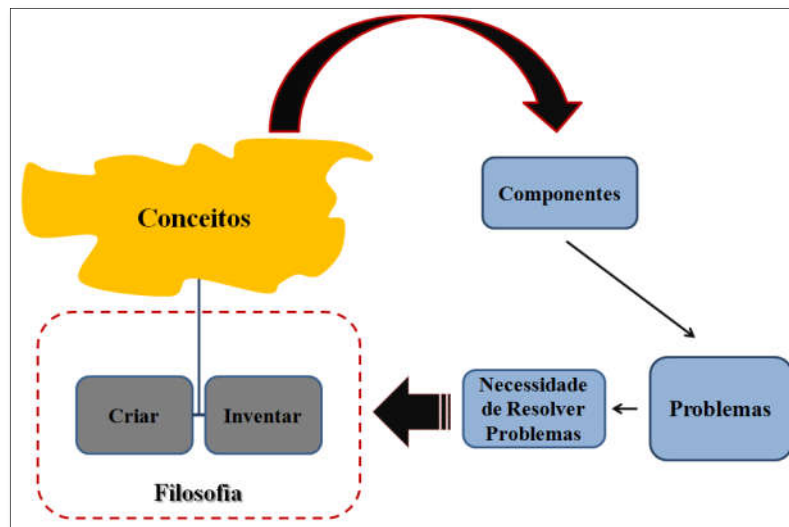 Conceitos
Componentes
Necessidade
de Resolver
Problemas
Problemas
Criar
Inventar
Filosofia